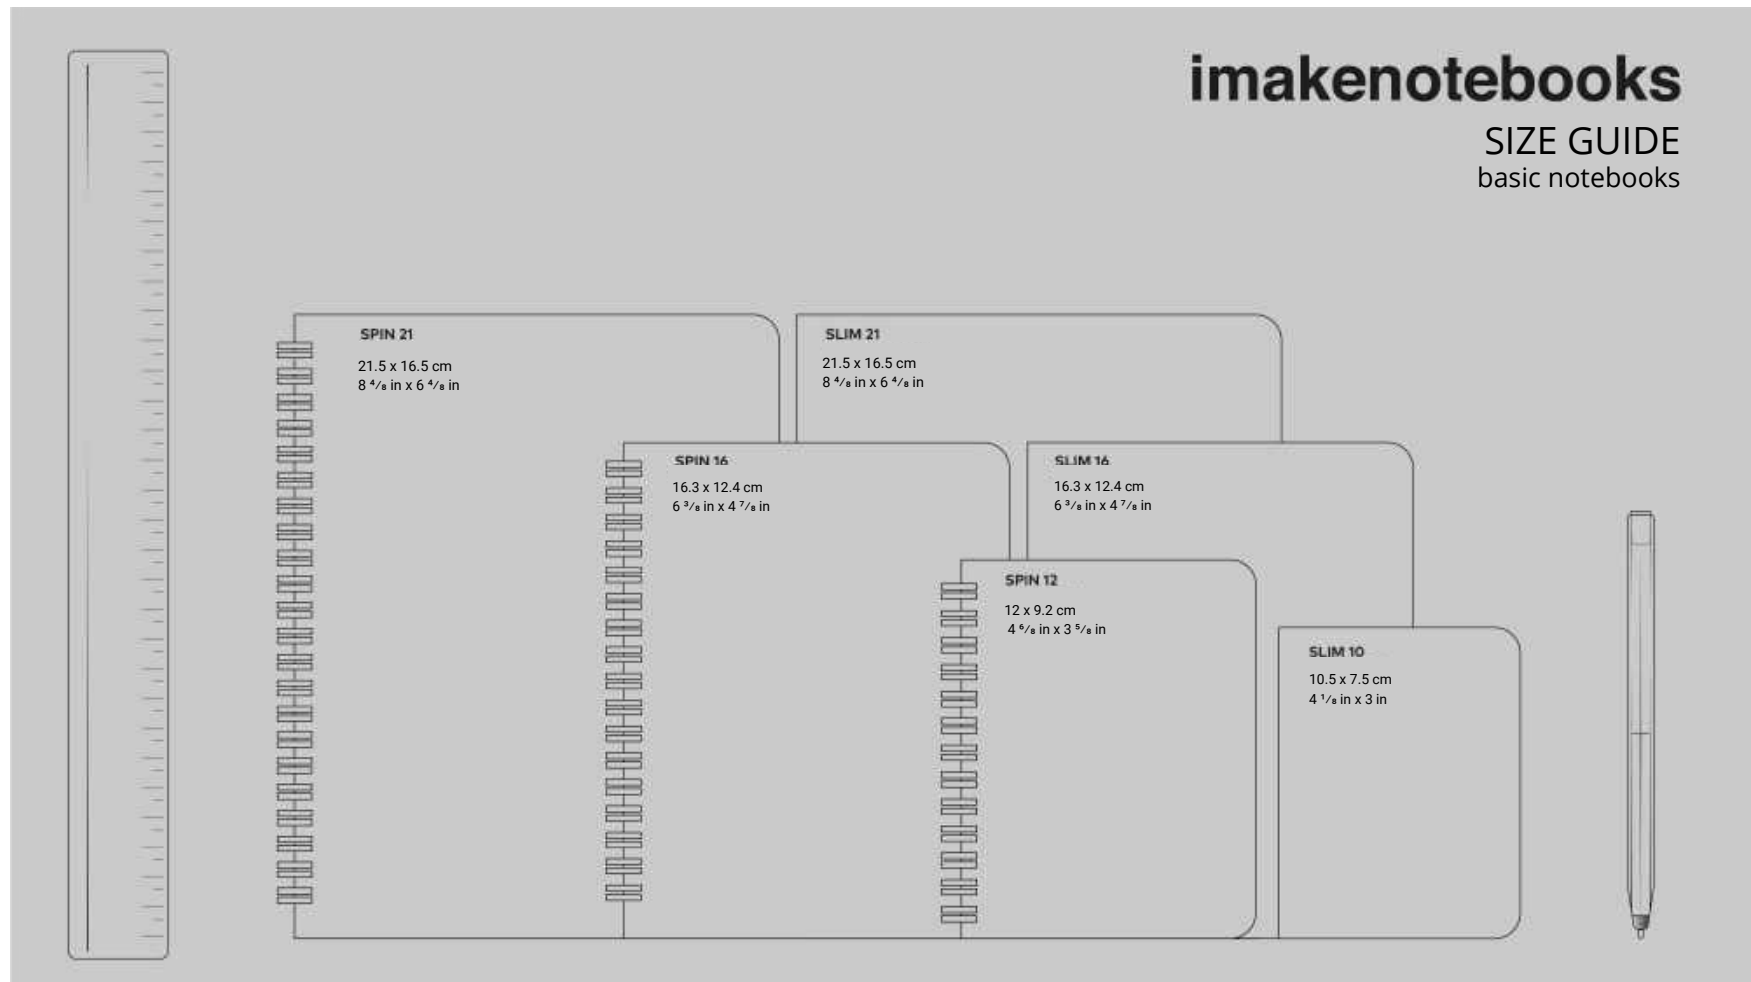 imakenotebooks
SIZE GUIDE
basic notebooks
SPIN 21
21.5 x 16.5 cm
8 ⁴⁄₈ in x 6 ⁴⁄₈ in
SLIM 21
21.5 x 16.5 cm
8 ⁴⁄₈ in x 6 ⁴⁄₈ in
SPIN 16
16.3 x 12.4 cm
6 ³⁄₈ in x 4 ⁷⁄₈ in
SLIM 16
16.3 x 12.4 cm
6 ³⁄₈ in x 4 ⁷⁄₈ in
SPIN 12
12 x 9.2 cm
4 ⁶⁄₈ in x 3 ⁵⁄₈ in
SLIM 10
10.5 x 7.5 cm
4 ¹⁄₈ in x 3 in